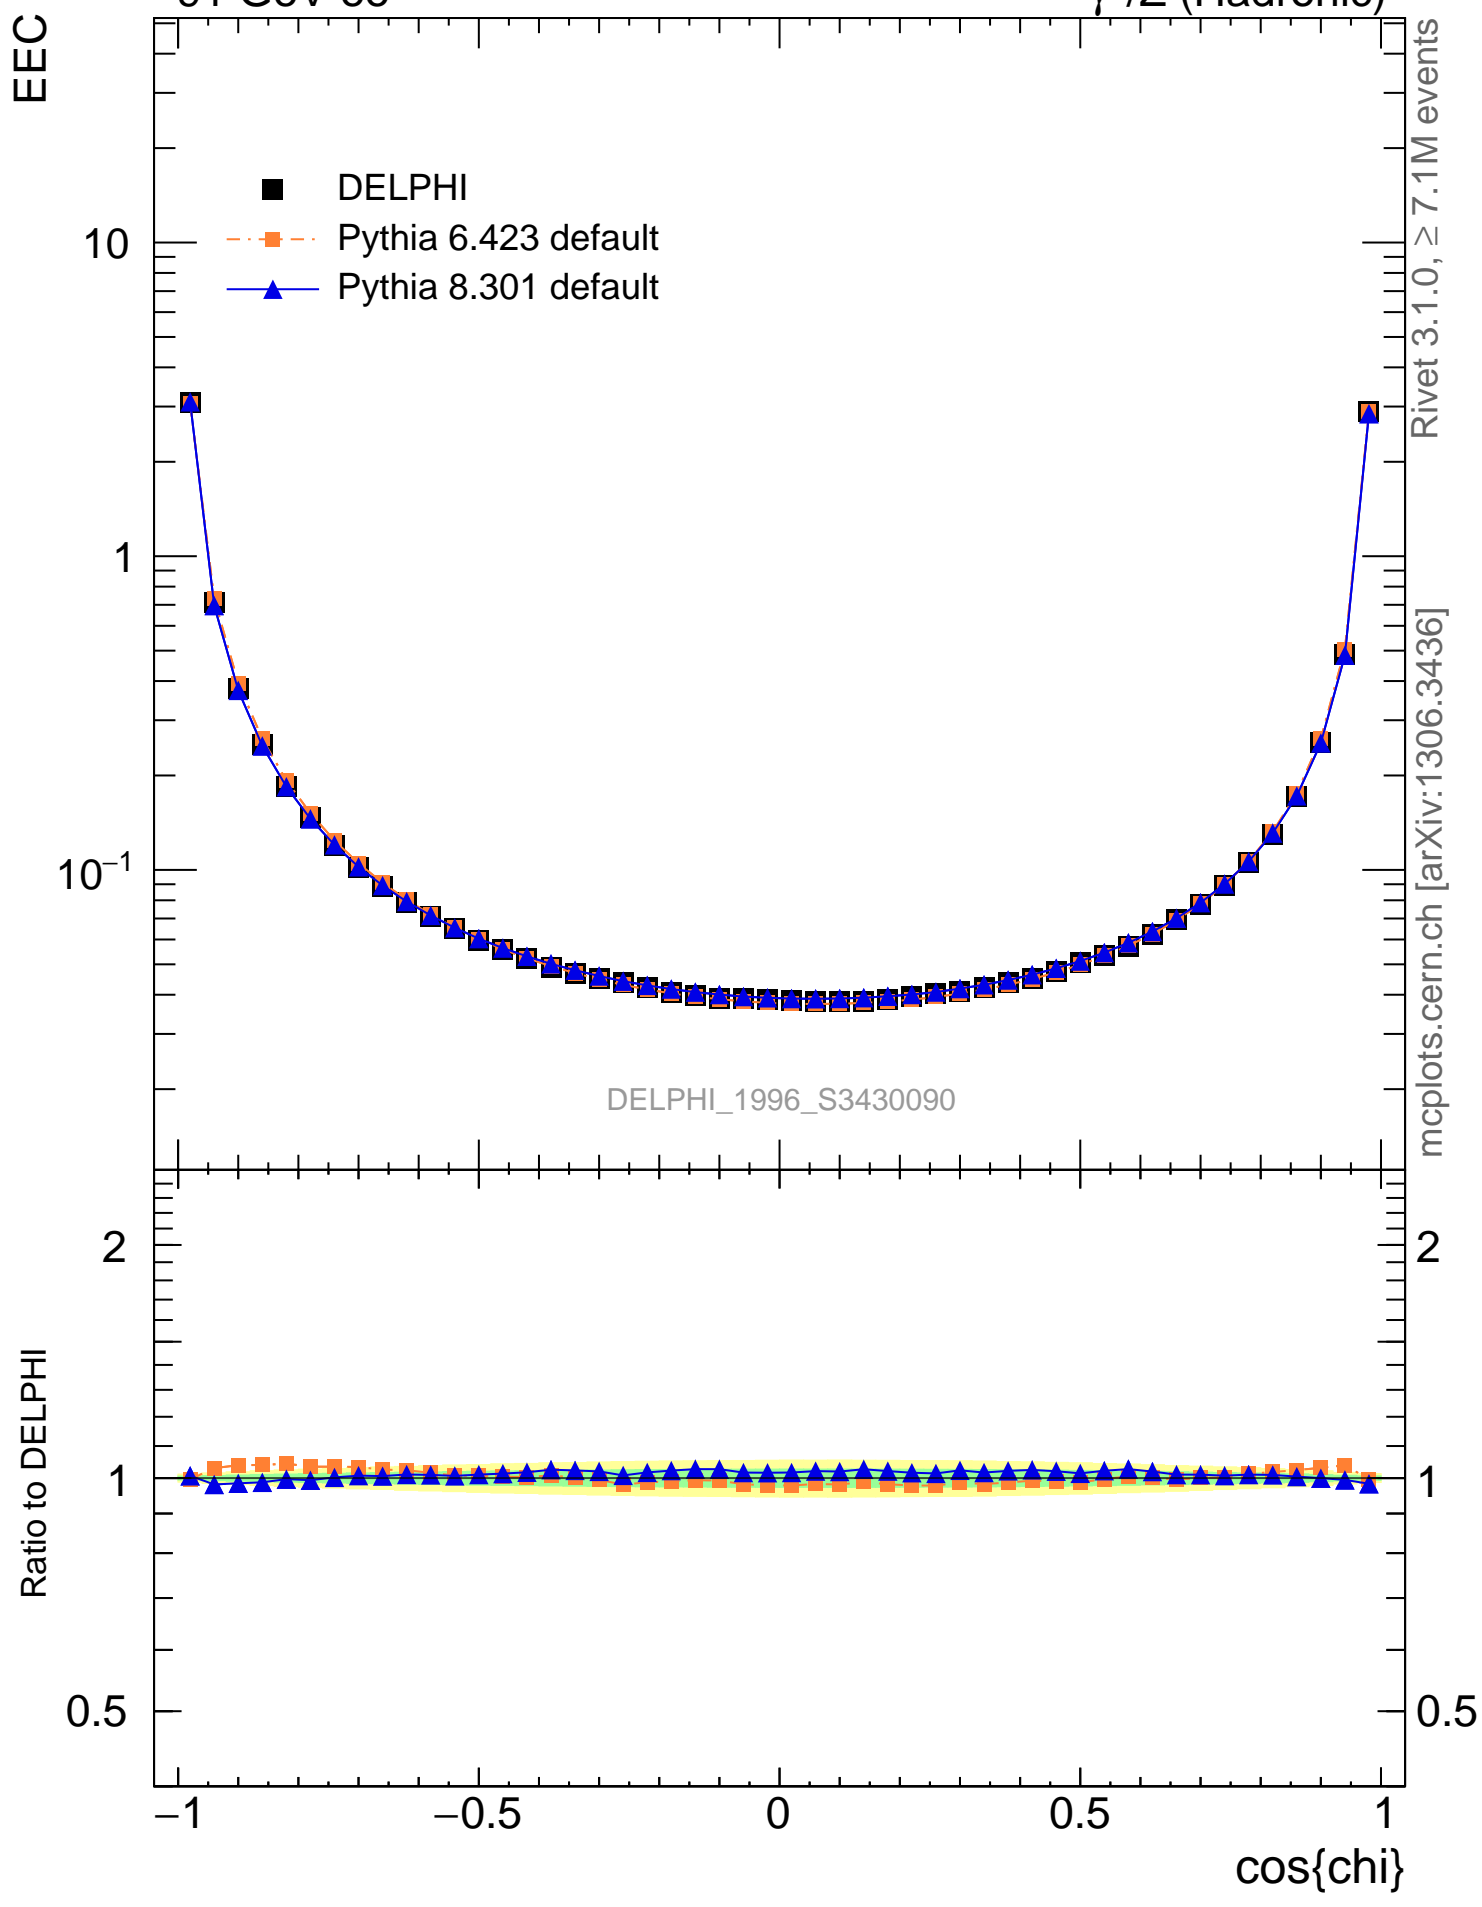 EEC
DELPHI
Pythia 6.423 default
Pythia 8.301 default
10
1
10⁻¹
DELPHI_1996_S3430090
Rivet 3.1.0, ≥ 7.1M events
mcplots.cern.ch [arXiv:1306.3436]
Ratio to DELPHI
2
1
0.5
2
1
0.5
−1
−0.5
0
0.5
1
cos{chi}